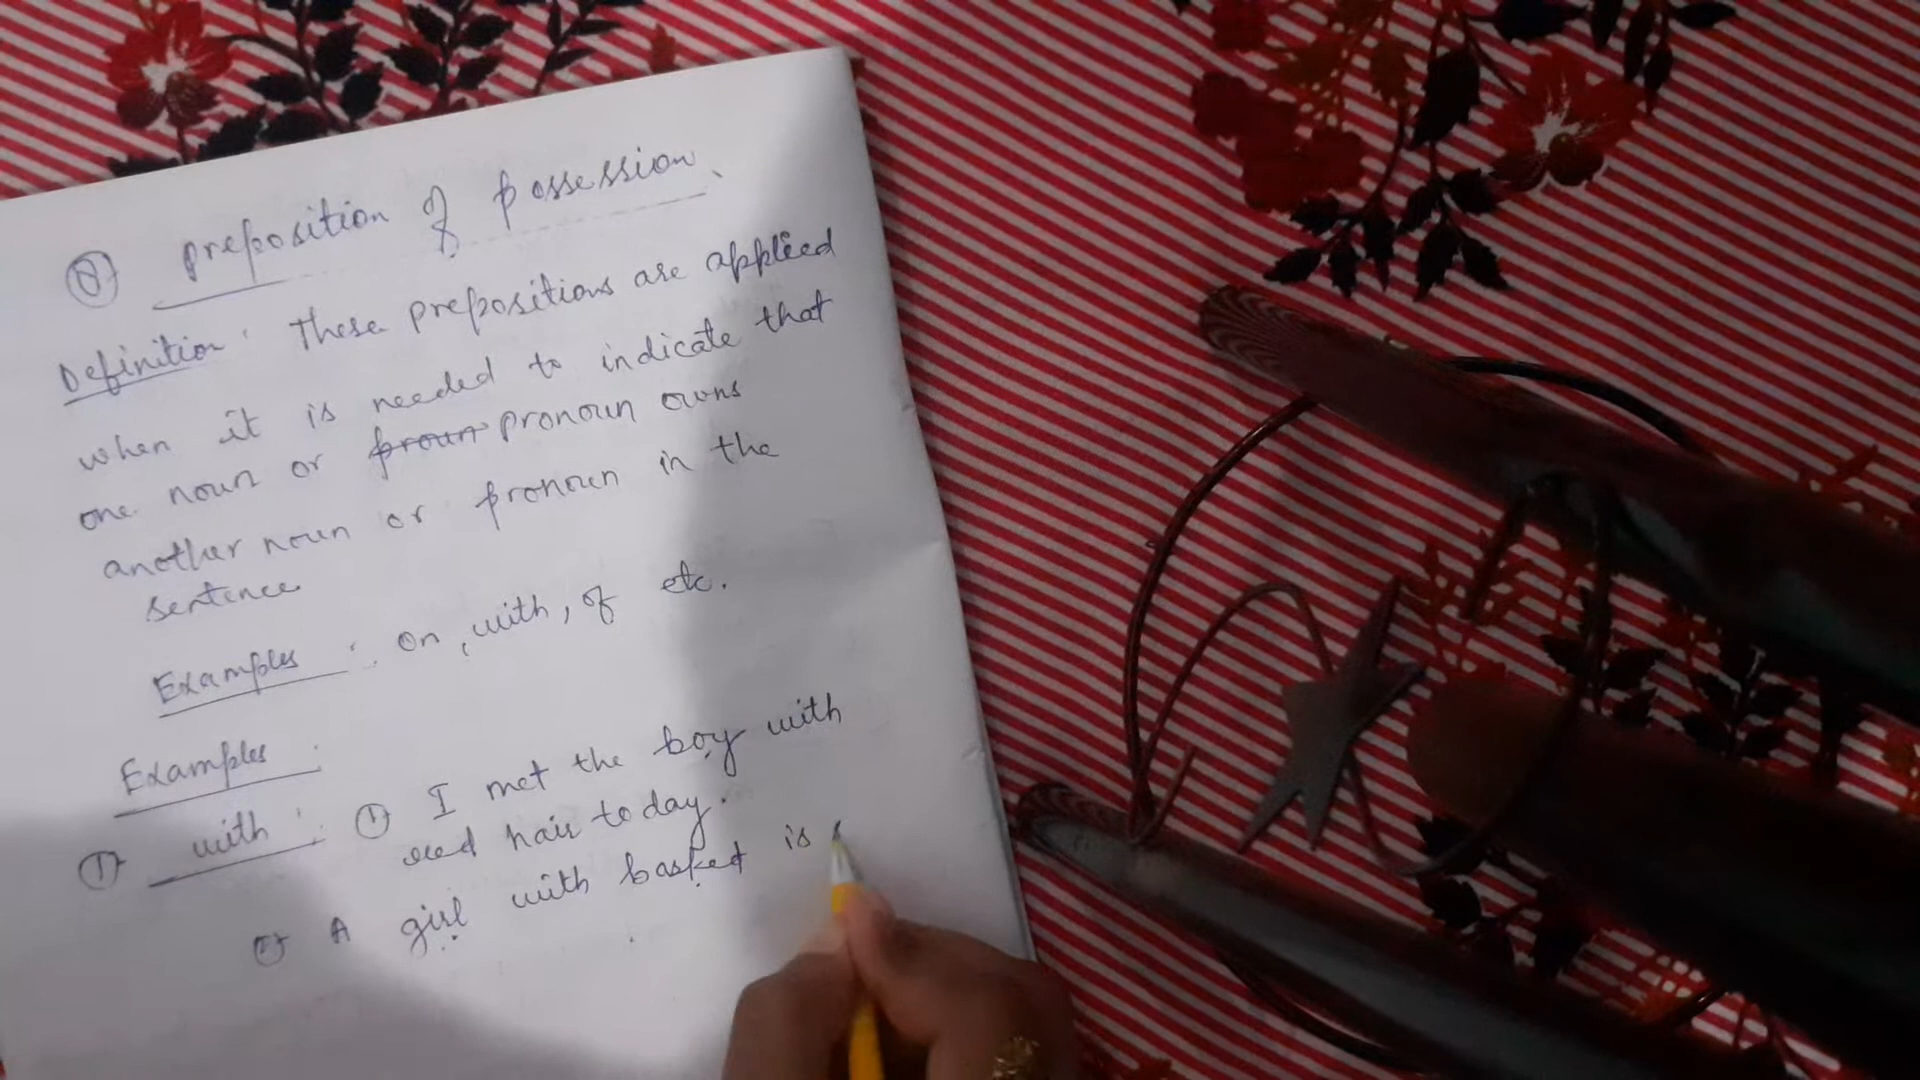 ⑧ preposition of possession
Definition: These prepositions are applied
when it is needed to indicate that
one noun or proun pronoun owns
another noun or pronoun in the
sentence
Examples: on, with, of etc.
Examples:
① with: ① I met the boy with
red hair today.
② A girl with basket is